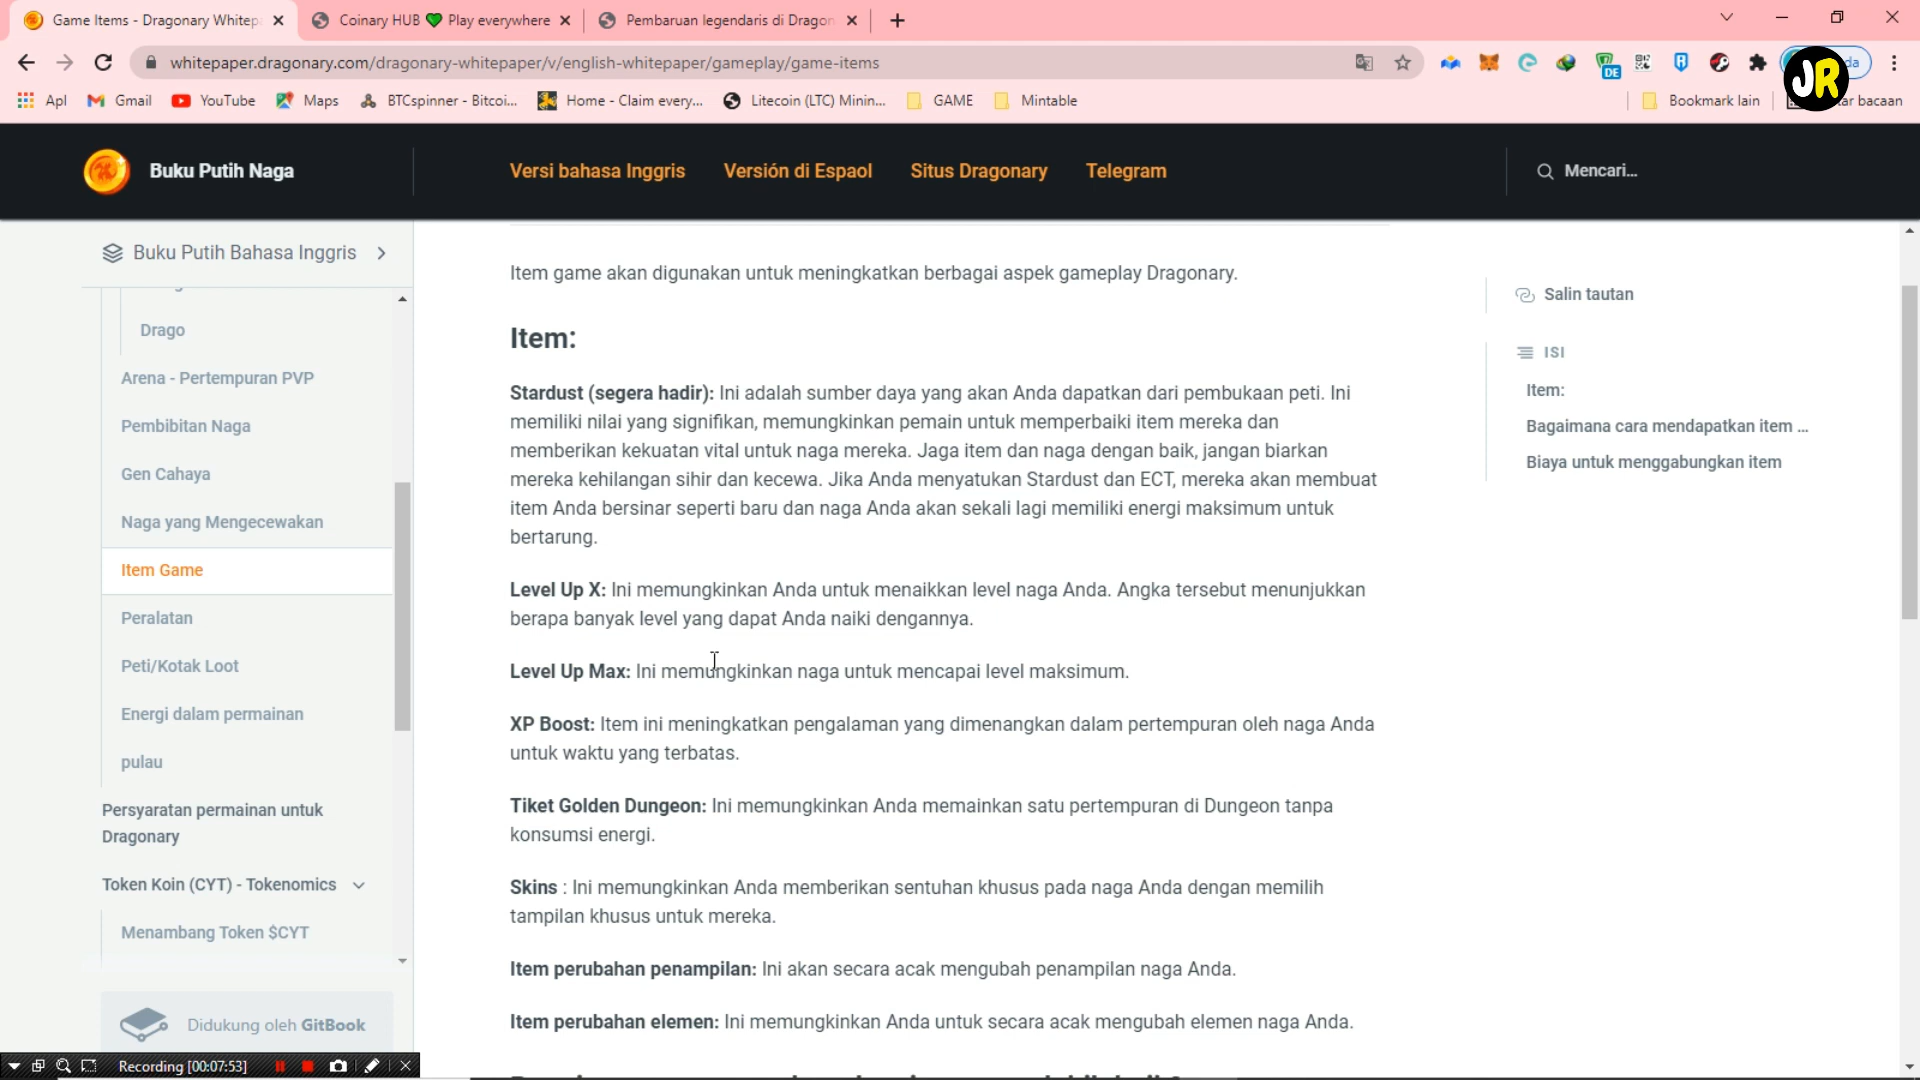 Game Items - Dragonary Whitep
Coinary HUB 💚 Play everywhere
Pembaruan legendaris di Dragon
whitepaper.dragonary.com/dragonary-whitepaper/v/english-whitepaper/gameplay/game-items
DE
da
JR
Apl
Gmail
YouTube
Maps
BTCspinner - Bitcoi...
Home - Claim every...
Litecoin (LTC) Minin...
GAME
Mintable
Bookmark lain
ar bacaan
Buku Putih Naga
Versi bahasa Inggris
Versión di Espaol
Situs Dragonary
Telegram
Mencari...
Buku Putih Bahasa Inggris
Drago
Arena - Pertempuran PVP
Pembibitan Naga
Gen Cahaya
Naga yang Mengecewakan
Item Game
Peralatan
Peti/Kotak Loot
Energi dalam permainan
pulau
Persyaratan permainan untuk
Dragonary
Token Koin (CYT) - Tokenomics
Menambang Token $CYT
Didukung oleh GitBook
Item game akan digunakan untuk meningkatkan berbagai aspek gameplay Dragonary.
Item:
Stardust (segera hadir): Ini adalah sumber daya yang akan Anda dapatkan dari pembukaan peti. Ini
memiliki nilai yang signifikan, memungkinkan pemain untuk memperbaiki item mereka dan
memberikan kekuatan vital untuk naga mereka. Jaga item dan naga dengan baik, jangan biarkan
mereka kehilangan sihir dan kecewa. Jika Anda menyatukan Stardust dan ECT, mereka akan membuat
item Anda bersinar seperti baru dan naga Anda akan sekali lagi memiliki energi maksimum untuk
bertarung.
Level Up X: Ini memungkinkan Anda untuk menaikkan level naga Anda. Angka tersebut menunjukkan
berapa banyak level yang dapat Anda naiki dengannya.
Level Up Max: Ini memungkinkan naga untuk mencapai level maksimum.
XP Boost: Item ini meningkatkan pengalaman yang dimenangkan dalam pertempuran oleh naga Anda
untuk waktu yang terbatas.
Tiket Golden Dungeon: Ini memungkinkan Anda memainkan satu pertempuran di Dungeon tanpa
konsumsi energi.
Skins : Ini memungkinkan Anda memberikan sentuhan khusus pada naga Anda dengan memilih
tampilan khusus untuk mereka.
Item perubahan penampilan: Ini akan secara acak mengubah penampilan naga Anda.
Item perubahan elemen: Ini memungkinkan Anda untuk secara acak mengubah elemen naga Anda.
Salin tautan
ISI
Item:
Bagaimana cara mendapatkan item ...
Biaya untuk menggabungkan item
Recording [00:07:53]